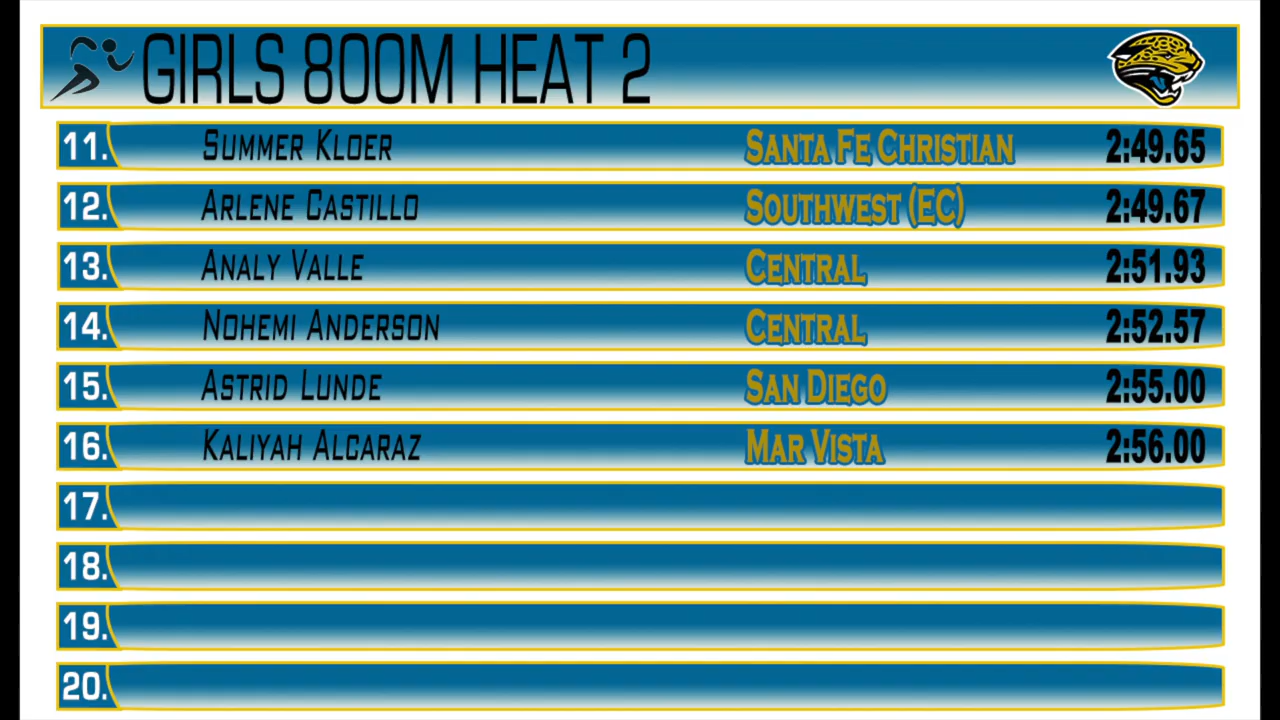 GIRLS 800M HEAT 2
11. SUMMER KLOER SANTA FE CHRISTIAN 2:49.65
12. ARLENE CASTILLO SOUTHWEST (EC) 2:49.67
13. ANALY VALLE CENTRAL 2:51.93
14. NOHEMI ANDERSON CENTRAL 2:52.57
15. ASTRID LUNDE SAN DIEGO 2:55.00
16. KALIYAH ALCARAZ MAR VISTA 2:56.00
17.
18.
19.
20.